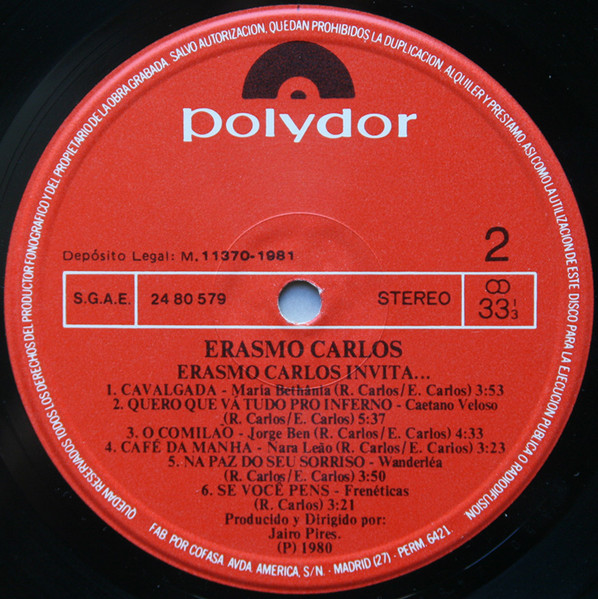 QUEDAN RESERVADOS TODOS LOS DERECHOS DEL PRODUCTOR FONOGRAFICO Y DEL PROPIETARIO DE LA OBRA GRABADA SALVO AUTORIZACION, QUEDAN PROHIBIDOS LA DUPLICACION, ALQUILER Y PRESTAMO, ASI COMO LA UTILIZACION DE ESTE DISCO PARA LA EJECUCION PUBLICA O RADIODIFUSION.
polydor
Depósito Legal: M. 11370-1981
2
S.G.A.E.
24 80 579
STEREO
33 1/3
ERASMO CARLOS
ERASMO CARLOS INVITA...
1. CAVALGADA - Maria Bethânia (R. Carlos/E. Carlos) 3:53
2. QUERO QUE VÁ TUDO PRO INFERNO - Caetano Veloso
(R. Carlos/E. Carlos) 5:37
3. O COMILÃO - Jorge Ben (R. Carlos/E. Carlos) 4:33
4. CAFÉ DA MANHA - Nara Leão (R. Carlos/E. Carlos) 3:23
5. NA PAZ DO SEU SORRISO - Wanderléa
(R. Carlos/E. Carlos) 3:50
6. SE VOCÊ PENS - Frenéticas
(R. Carlos) 3:21
Producido y Dirigido por:
Jairo Pires.
(P) 1980
FAB. POR COFASA AVDA. AMERICA, S/N. - MADRID (27) - PERM. 6421.